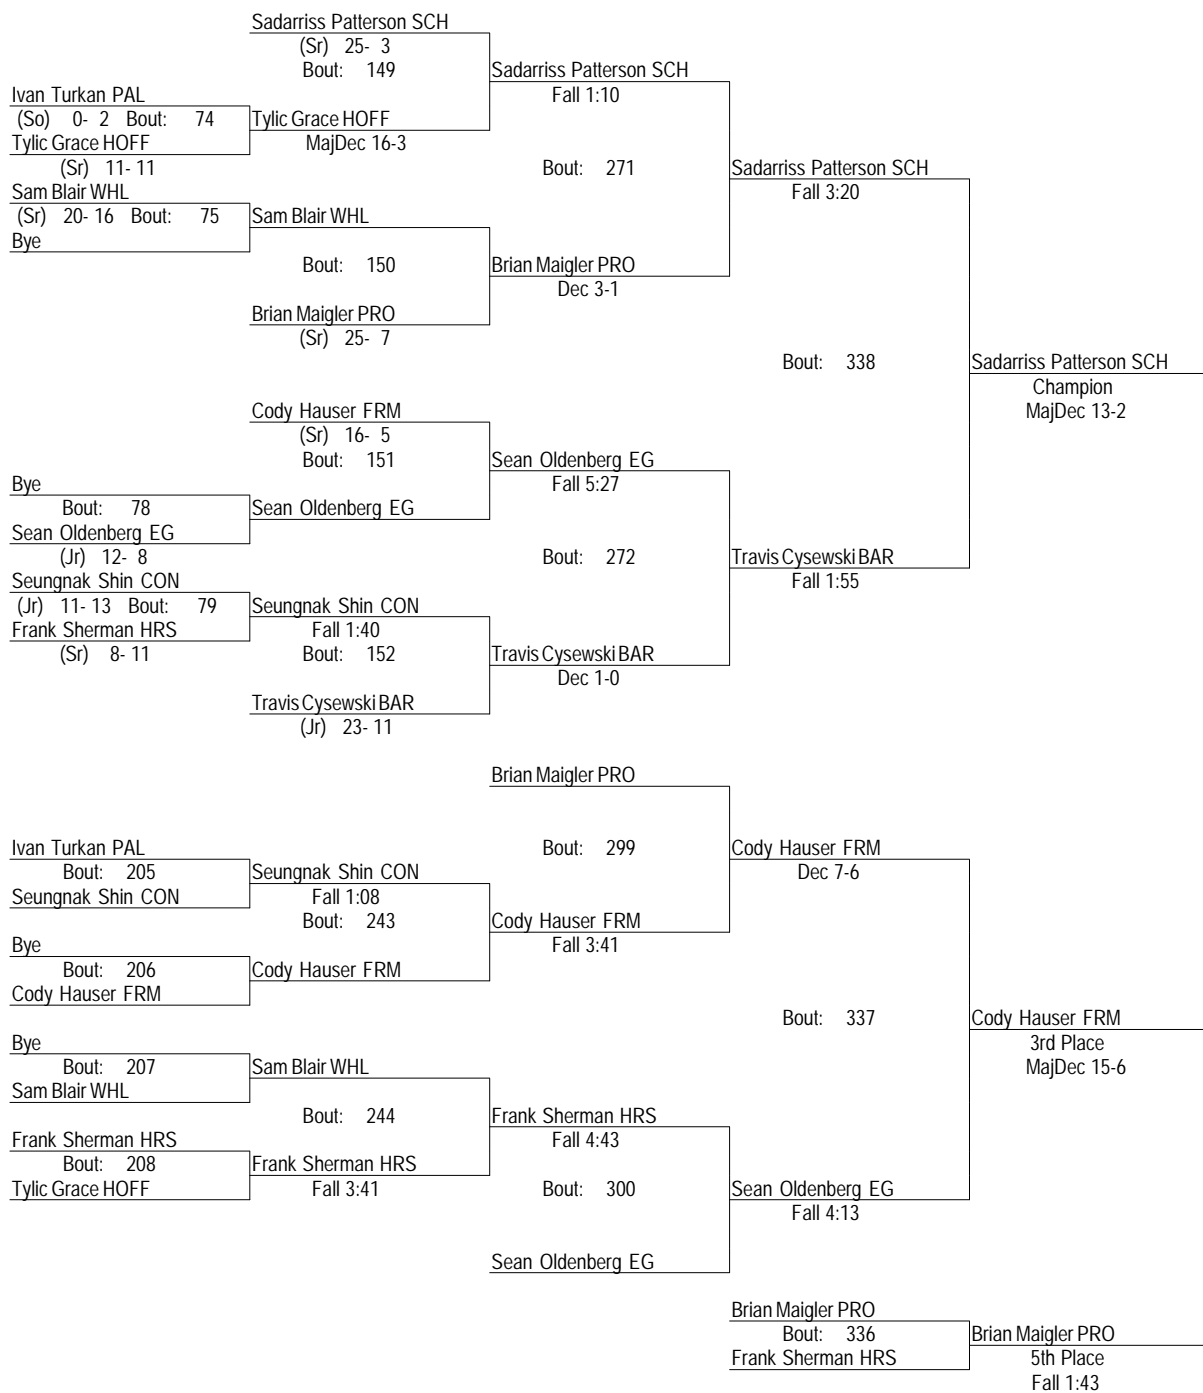 Sadarriss Patterson SCH
(Sr) 25- 3
Bout: 149
Sadarriss Patterson SCH
Fall 1:10
Ivan Turkan PAL
(So) 0- 2 Bout: 74
Tylic Grace HOFF
Tylic Grace HOFF
MajDec 16-3
(Sr) 11- 11
Bout: 271
Sadarriss Patterson SCH
Fall 3:20
Sam Blair WHL
(Sr) 20- 16 Bout: 75
Sam Blair WHL
Bye
Bout: 150
Brian Maigler PRO
Dec 3-1
Brian Maigler PRO
(Sr) 25- 7
Bout: 338
Sadarriss Patterson SCH
Champion
MajDec 13-2
Cody Hauser FRM
(Sr) 16- 5
Bout: 151
Sean Oldenberg EG
Fall 5:27
Bye
Bout: 78
Sean Oldenberg EG
Sean Oldenberg EG
(Jr) 12- 8
Bout: 272
Travis Cysewski BAR
Fall 1:55
Seungnak Shin CON
(Jr) 11- 13 Bout: 79
Seungnak Shin CON
Frank Sherman HRS
Fall 1:40
(Sr) 8- 11
Bout: 152
Travis Cysewski BAR
Dec 1-0
Travis Cysewski BAR
(Jr) 23- 11
Brian Maigler PRO
Ivan Turkan PAL
Bout: 299
Cody Hauser FRM
Dec 7-6
Bout: 205
Seungnak Shin CON
Seungnak Shin CON
Fall 1:08
Bout: 243
Cody Hauser FRM
Fall 3:41
Bye
Bout: 206
Cody Hauser FRM
Cody Hauser FRM
Bout: 337
Cody Hauser FRM
3rd Place
MajDec 15-6
Bye
Bout: 207
Sam Blair WHL
Sam Blair WHL
Bout: 244
Frank Sherman HRS
Fall 4:43
Frank Sherman HRS
Bout: 208
Frank Sherman HRS
Tylic Grace HOFF
Fall 3:41
Bout: 300
Sean Oldenberg EG
Fall 4:13
Sean Oldenberg EG
Brian Maigler PRO
Bout: 336
Brian Maigler PRO
Frank Sherman HRS
5th Place
Fall 1:43